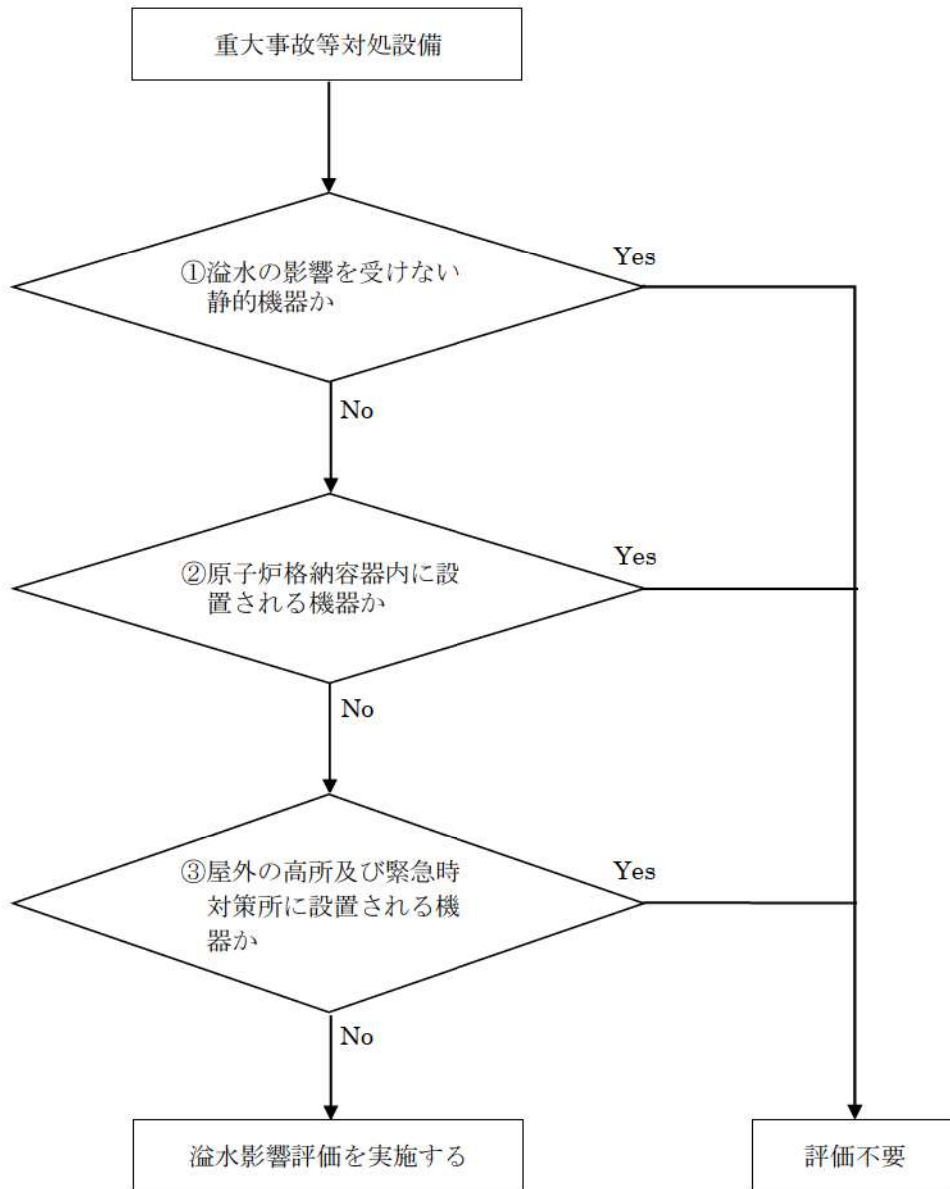 重大事故等対処設備
①溢水の影響を受けない
静的機器か
Yes
No
②原子炉格納容器内に設
置される機器か
Yes
No
③屋外の高所及び緊急時
対策所に設置される機
器か
Yes
No
溢水影響評価を実施する
評価不要